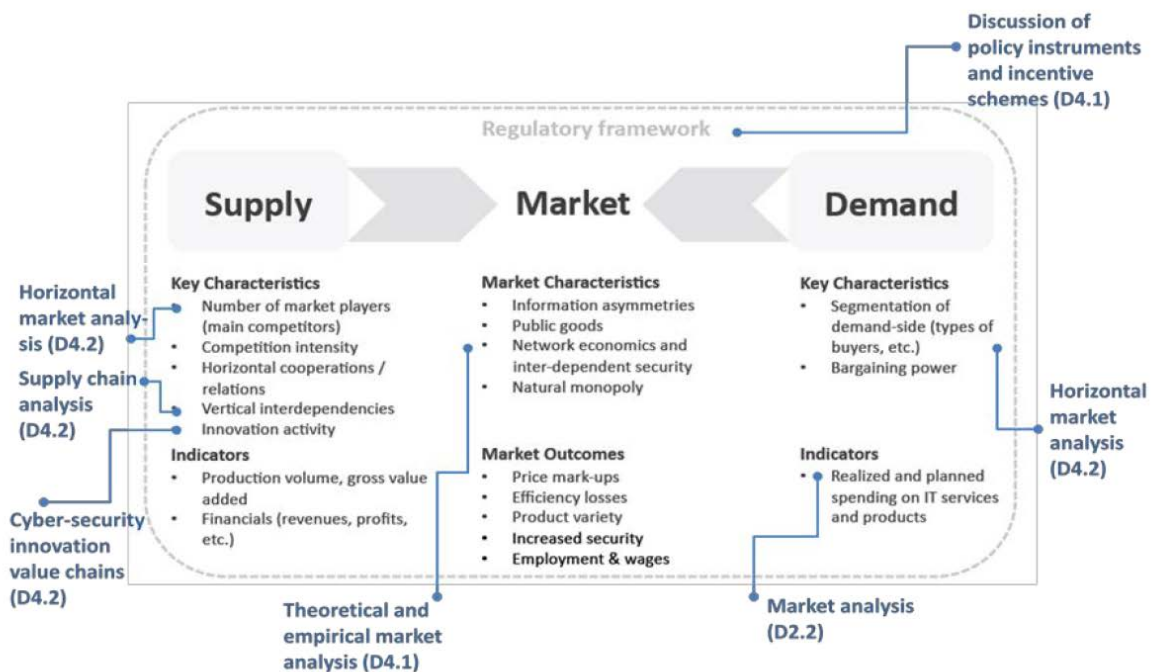 Discussion of
policy instruments
and incentive
schemes (D4.1)
Regulatory framework
Supply
Market
Demand
Key Characteristics
• Number of market players
(main competitors)
• Competition intensity
• Horizontal cooperations /
relations
• Vertical interdependencies
• Innovation activity
Indicators
• Production volume, gross value
added
• Financials (revenues, profits,
etc.)
Market Characteristics
• Information asymmetries
• Public goods
• Network economics and
inter-dependent security
• Natural monopoly
Market Outcomes
• Price mark-ups
• Efficiency losses
• Product variety
• Increased security
• Employment & wages
Key Characteristics
• Segmentation of
demand-side (types of
buyers, etc.)
• Bargaining power
Indicators
• Realized and planned
spending on IT services
and products
Horizontal
market analy-
sis (D4.2)
Supply chain
analysis
(D4.2)
Cyber-security
innovation
value chains
(D4.2)
Theoretical and
empirical market
analysis (D4.1)
Market analysis
(D2.2)
Horizontal
market
analysis
(D4.2)